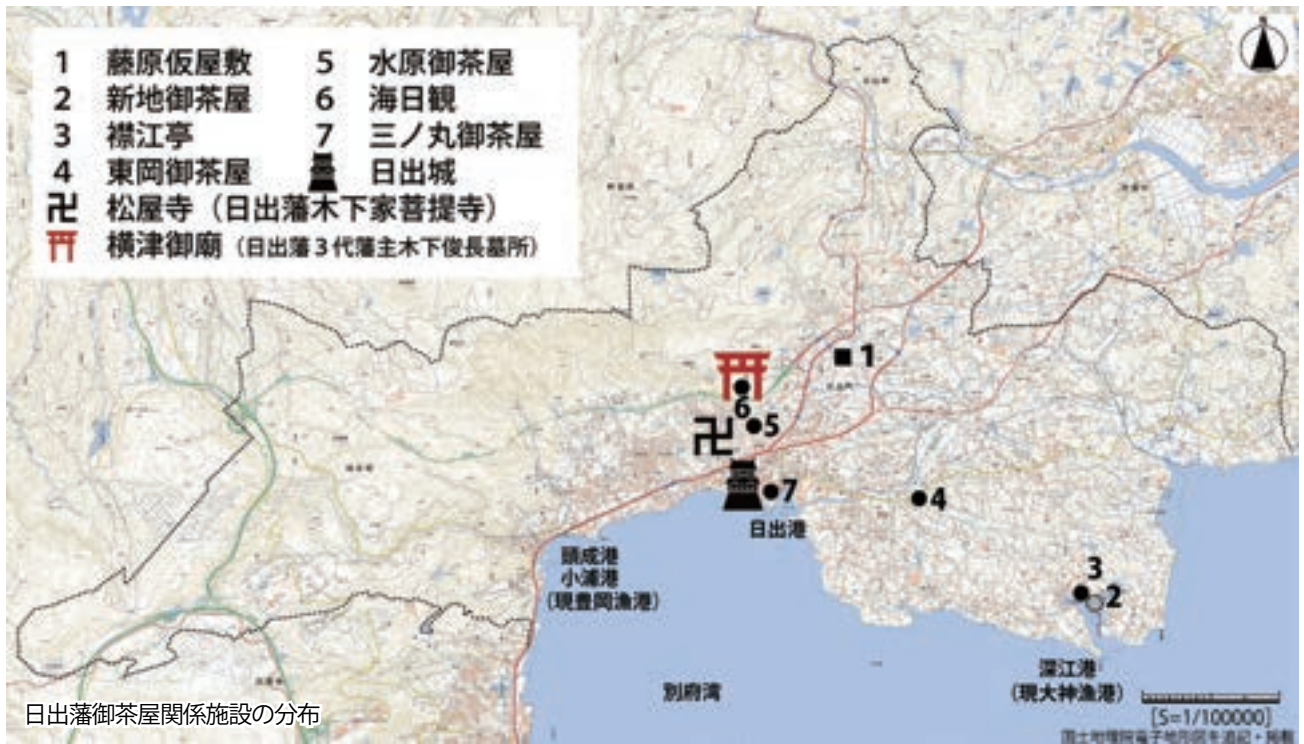 1 藤原仮屋敷 5 水原御茶屋
2 新地御茶屋 6 海日観
3 襟江亭 7 三ノ丸御茶屋
4 東岡御茶屋 日出城
卍 松屋寺（日出藩木下家菩提寺）
横津御廟（日出藩3代藩主木下俊長墓所）
1
6
5
卍
7
4
日出港
頭成港
小浦港
（現豊岡漁港）
3
2
深江港
（現大神漁港）
別府湾
[S=1/100000]
国土地理院電子地形図を追記・掲載
日出藩御茶屋関係施設の分布